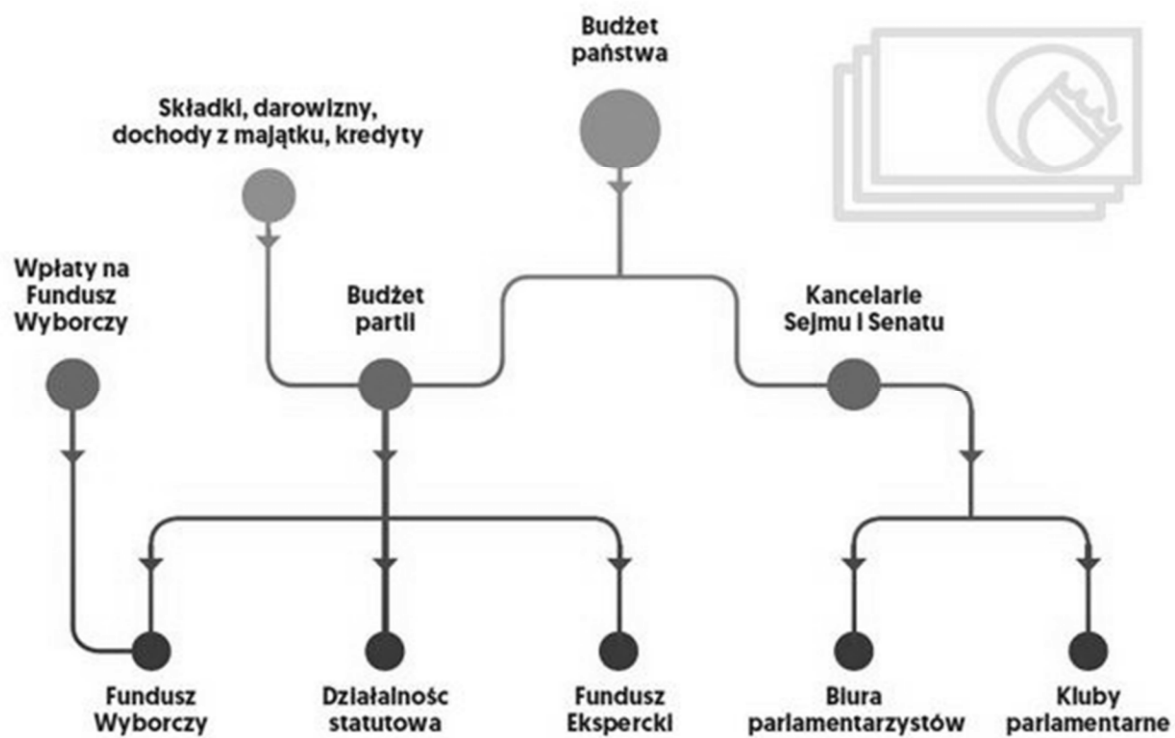 Budżet
państwa
Składki, darowizny,
dochody z majątku, kredyty
Wpłaty na
Fundusz
Wyborczy
Budżet
partii
Kancelarie
Sejmu i Senatu
Fundusz
Wyborczy
Działalnośc
statutowa
Fundusz
Ekspercki
Biura
parlamentarzystów
Kluby
parlamentarne